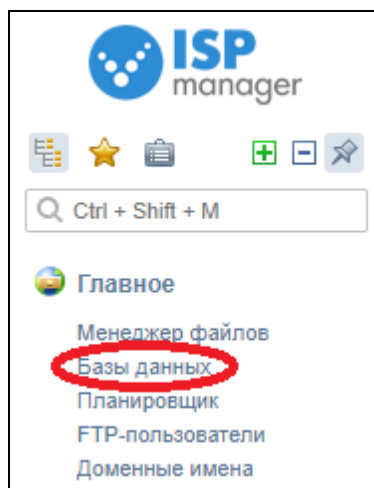 ISP
manager
Ctrl + Shift + M
Главное
Менеджер файлов
Базы данных
Планировщик
FTP-пользователи
Доменные имена